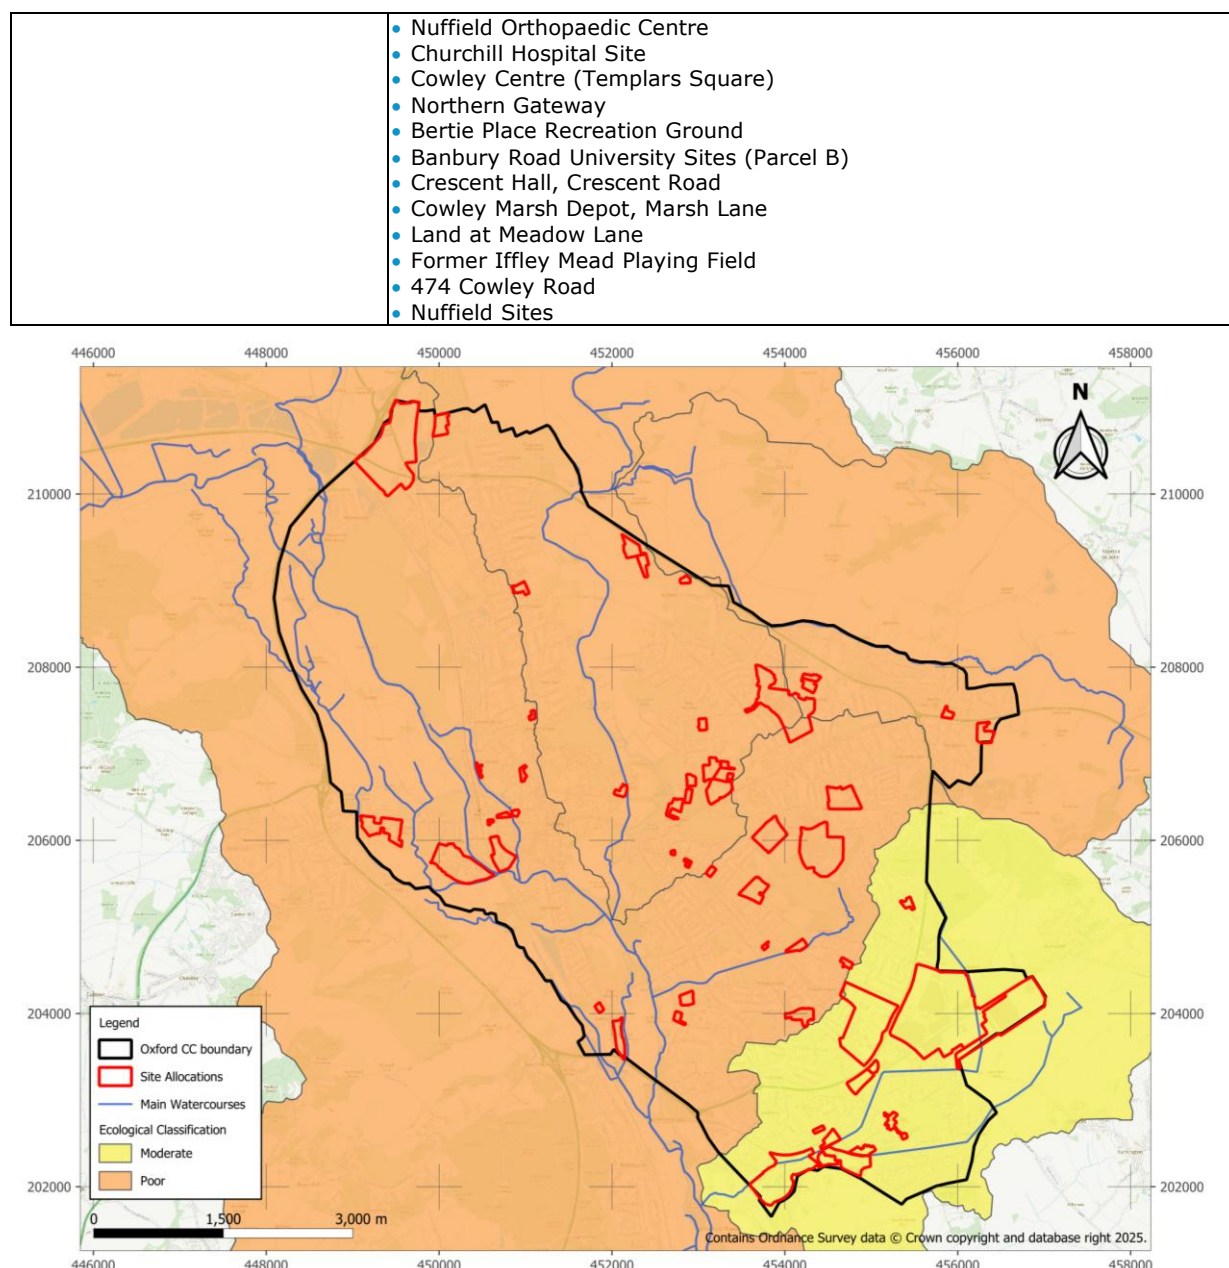 • Nuffield Orthopaedic Centre
• Churchill Hospital Site
• Cowley Centre (Templars Square)
• Northern Gateway
• Bertie Place Recreation Ground
• Banbury Road University Sites (Parcel B)
• Crescent Hall, Crescent Road
• Cowley Marsh Depot, Marsh Lane
• Land at Meadow Lane
• Former Iffley Mead Playing Field
• 474 Cowley Road
• Nuffield Sites
446000 448000 450000 452000 454000 456000 458000
N
210000 210000
208000 208000
206000 206000
204000 204000
Legend
Oxford CC boundary
Site Allocations
Main Watercourses
Ecological Classification
Moderate
Poor
202000 202000
0 1,500 3,000 m
Contains Ordnance Survey data © Crown copyright and database right 2025.
446000 448000 450000 452000 454000 456000 458000